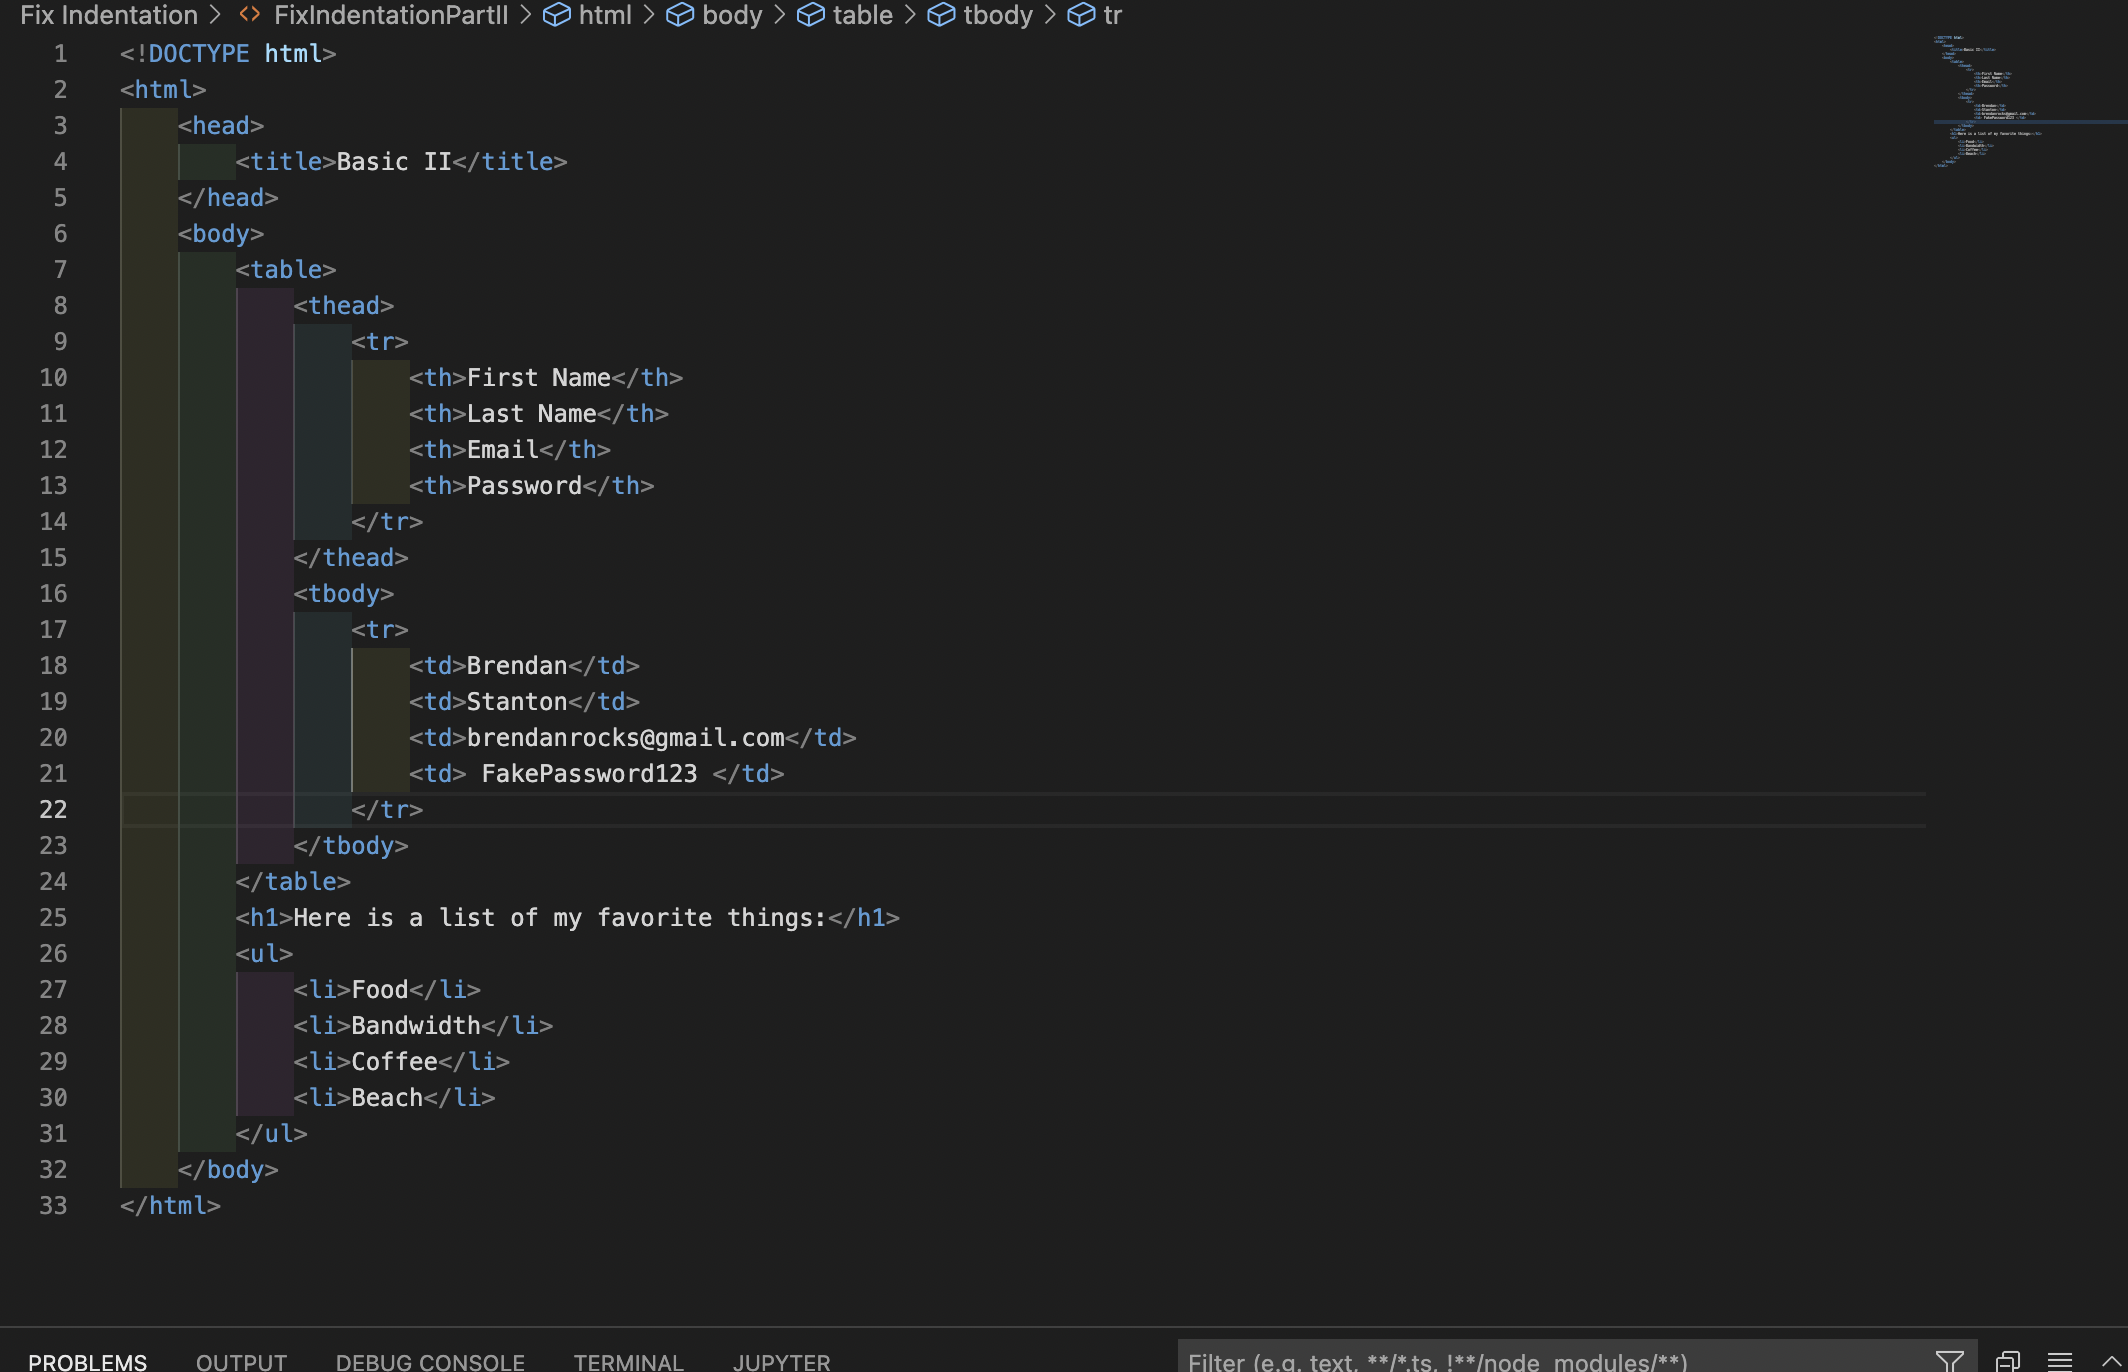 Fix Indentation > <> FixIndentationPartII > html > body > table > tbody > tr
1 <!DOCTYPE html>
2 <html>
3 <head>
4 <title>Basic II</title>
5 </head>
6 <body>
7 <table>
8 <thead>
9 <tr>
10 <th>First Name</th>
11 <th>Last Name</th>
12 <th>Email</th>
13 <th>Password</th>
14 </tr>
15 </thead>
16 <tbody>
17 <tr>
18 <td>Brendan</td>
19 <td>Stanton</td>
20 <td>brendanrocks@gmail.com</td>
21 <td> FakePassword123 </td>
22 </tr>
23 </tbody>
24 </table>
25 <h1>Here is a list of my favorite things:</h1>
26 <ul>
27 <li>Food</li>
28 <li>Bandwidth</li>
29 <li>Coffee</li>
30 <li>Beach</li>
31 </ul>
32 </body>
33 </html>
PROBLEMS OUTPUT DEBUG CONSOLE TERMINAL JUPYTER Filter (e.g. text, **/*.ts, !**/node_modules/**)